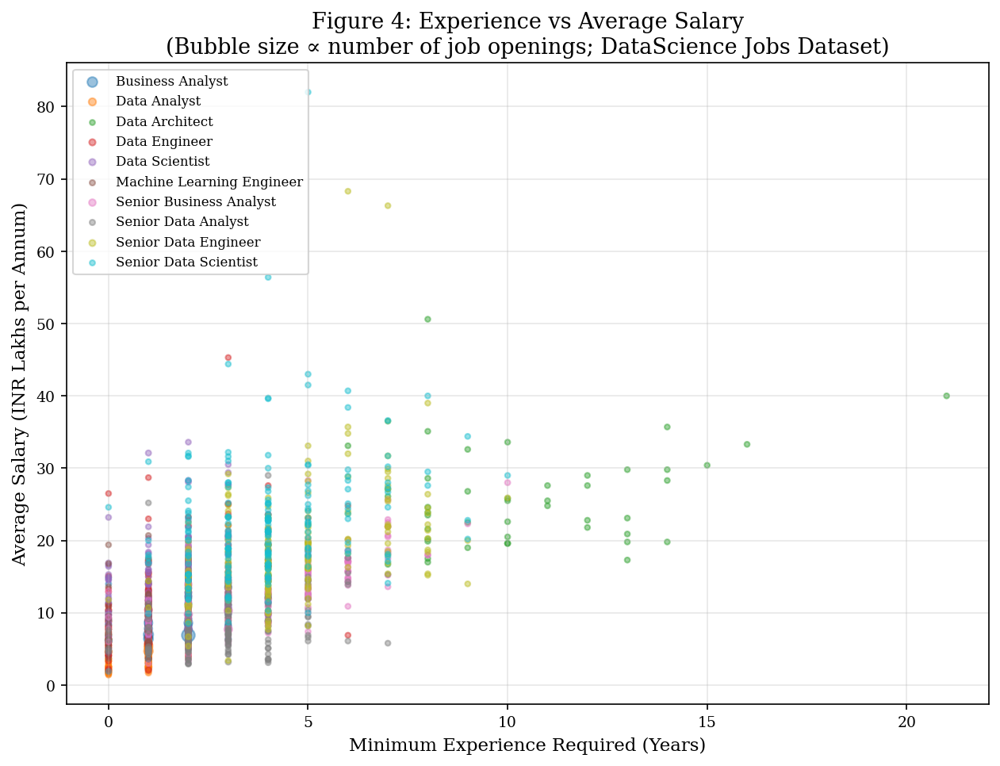 Figure 4: Experience vs Average Salary
(Bubble size ∝ number of job openings; DataScience Jobs Dataset)
Business Analyst
Data Analyst
Data Architect
Data Engineer
Data Scientist
Machine Learning Engineer
Senior Business Analyst
Senior Data Analyst
Senior Data Engineer
Senior Data Scientist
Average Salary (INR Lakhs per Annum)
80
70
60
50
40
30
20
10
0
0 5 10 15 20
Minimum Experience Required (Years)